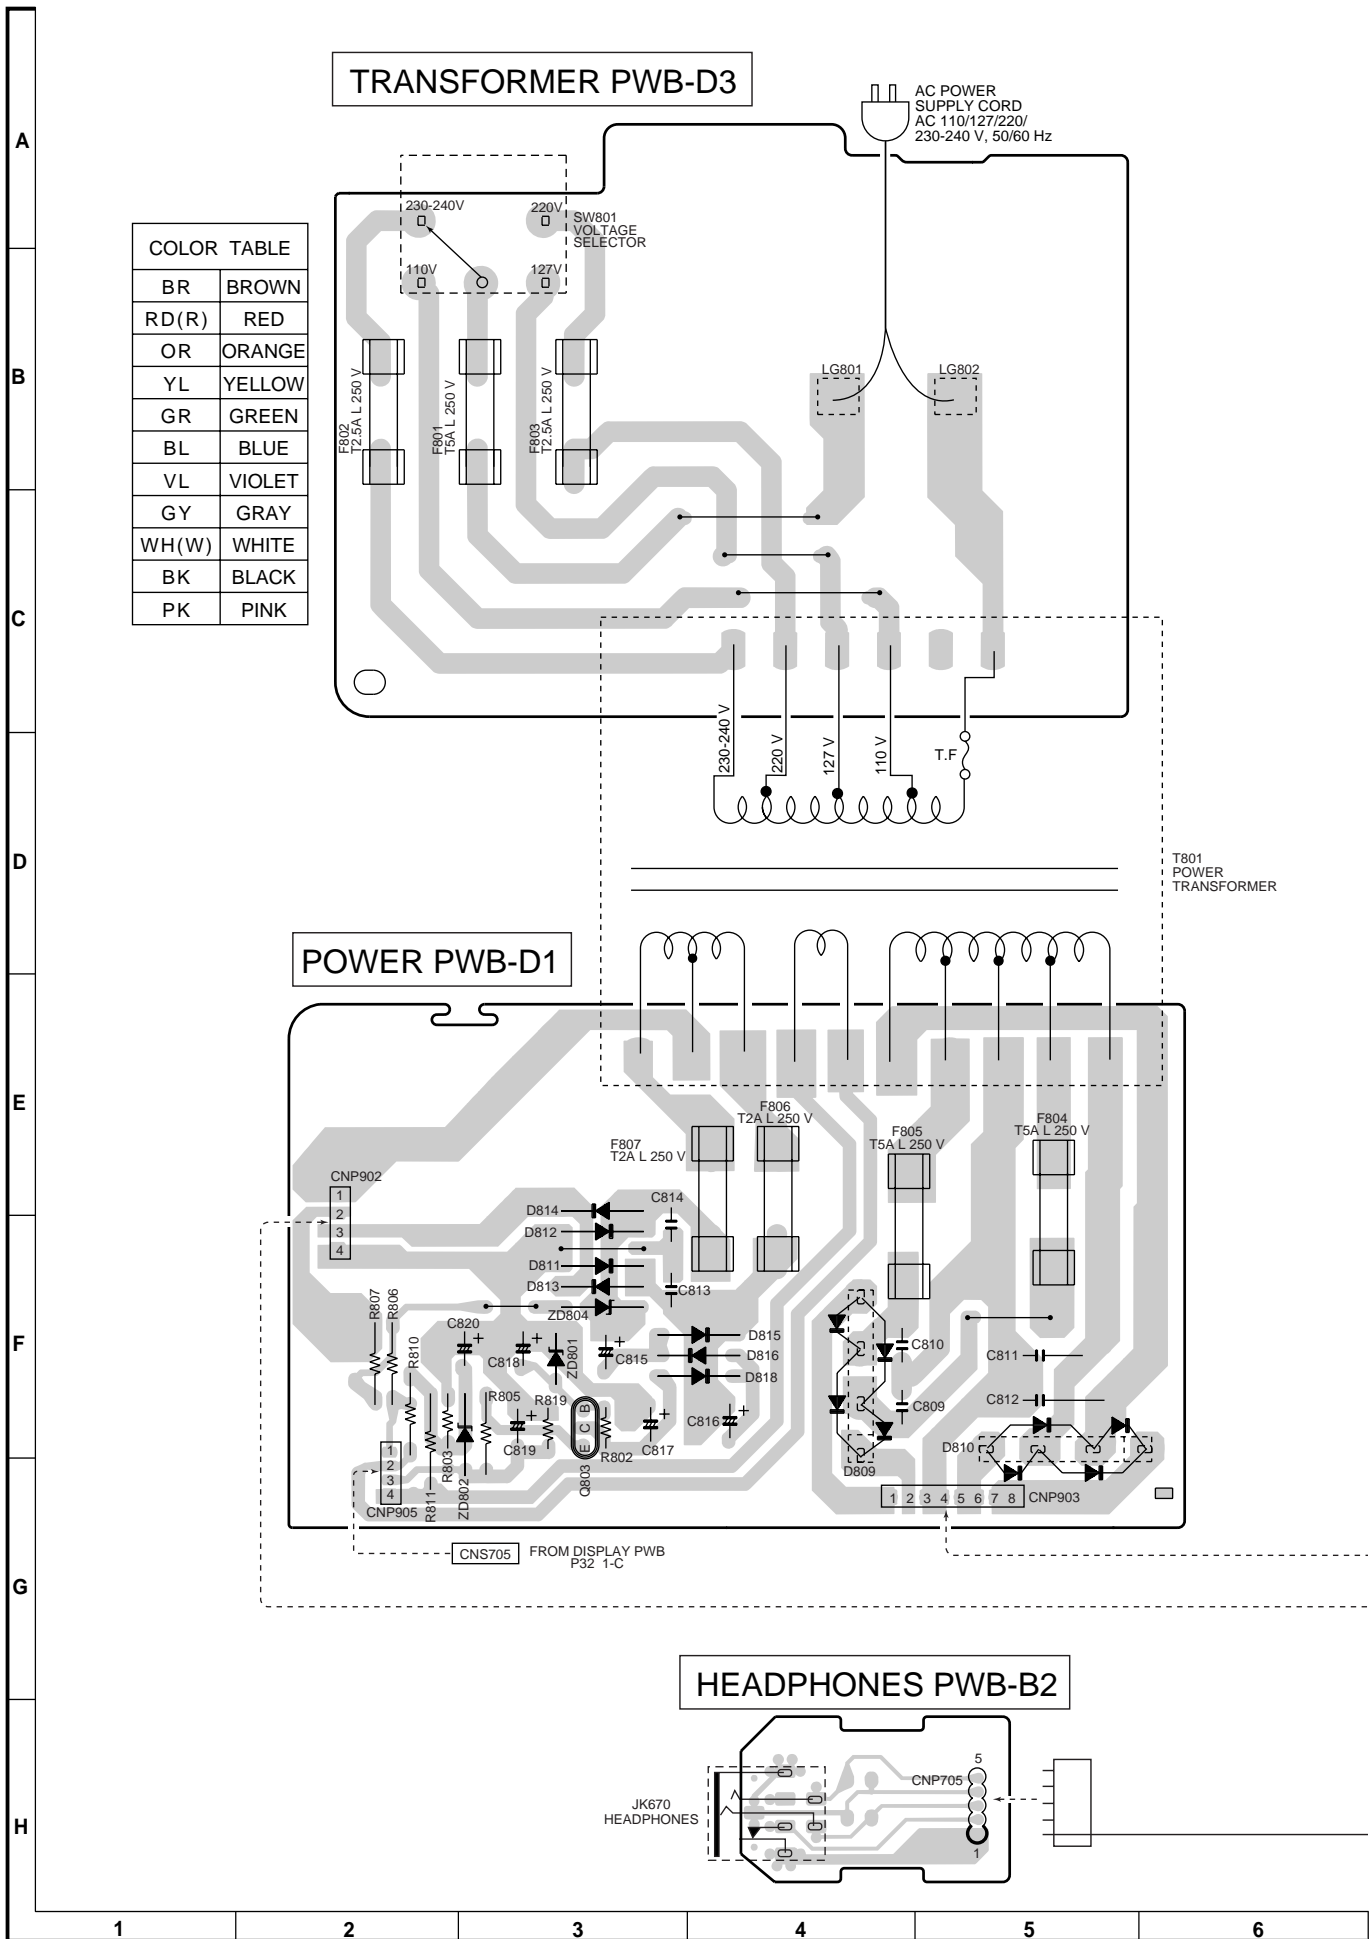 TRANSFORMER PWB-D3
AC POWER
SUPPLY CORD
AC 110/127/220/
230-240 V, 50/60 Hz
A
230-240V
220V
SW801
VOLTAGE
SELECTOR
110V
127V
COLOR TABLE
BR BROWN
RD(R) RED
OR ORANGE
YL YELLOW
GR GREEN
BL BLUE
VL VIOLET
GY GRAY
WH(W) WHITE
BK BLACK
PK PINK
B
F802
T2.5A L 250 V
F801
T5A L 250 V
F803
T2.5A L 250 V
LG801
LG802
C
230-240 V
220 V
127 V
110 V
T.F
D
T801
POWER
TRANSFORMER
POWER PWB-D1
E
F807
T2A L 250 V
F806
T2A L 250 V
F805
T5A L 250 V
F804
T5A L 250 V
CNP902
1
2
3
4
D814
D812
D811
D813
ZD804
C814
C813
F
R807
R806
R810
C820
+
C818
+
ZD801
C815
+
D815
D816
D818
C810
C809
C811
C812
R805
R819
B
C
E
Q803
R802
C819
+
C817
+
C816
+
R803
R811
ZD802
1
2
3
4
CNP905
D809
D810
1 2 3 4 5 6 7 8
CNP903
CNS705
FROM DISPLAY PWB
P32 1-C
G
HEADPHONES PWB-B2
H
JK670
HEADPHONES
CNP705
5
1
1 2 3 4 5 6